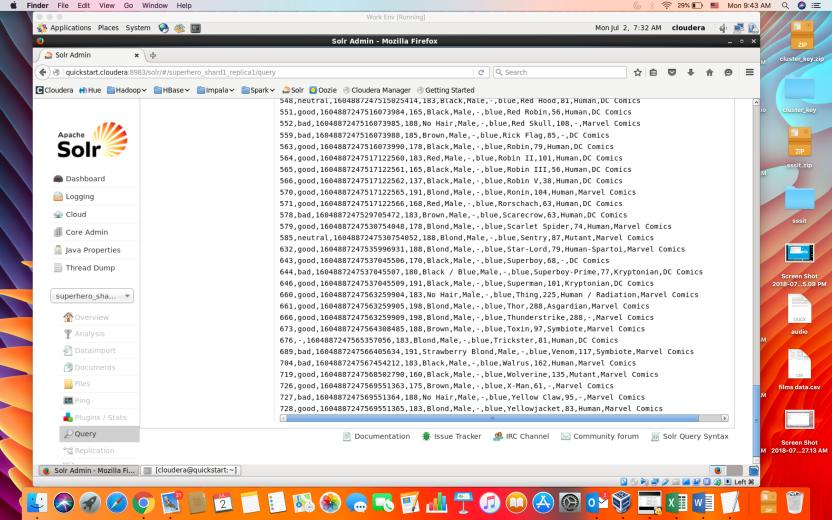 Finder File Edit View Go Window Help 29% Mon 9:43 AM
Work Env [Running]
Applications Places System Mon Jul 2, 7:32 AM cloudera
Solr Admin - Mozilla Firefox
Solr Admin
quickstart.cloudera:8983/solr/#/superhero_shard1_replica1/query Search
Cloudera Hue Hadoop HBase Impala Spark Solr Oozie Cloudera Manager Getting Started
Apache
Solr
Dashboard
Logging
Cloud
Core Admin
Java Properties
Thread Dump
superhero_sha...
Overview
Analysis
Dataimport
Documents
Files
Ping
Plugins / Stats
Query
Replication
548,neutral,1604887247515025414,183,Black,Male,-,blue,Red Hood,81,Human,DC Comics
551,good,1604887247516073984,165,Black,Male,-,blue,Red Robin,56,Human,DC Comics
552,bad,1604887247516073985,188,No Hair,Male,-,blue,Red Skull,108,-,Marvel Comics
559,bad,1604887247516073988,185,Brown,Male,-,blue,Rick Flag,85,-,DC Comics
563,good,1604887247516073990,178,Black,Male,-,blue,Robin,79,Human,DC Comics
564,good,1604887247517122560,183,Red,Male,-,blue,Robin II,101,Human,DC Comics
565,good,1604887247517122561,165,Black,Male,-,blue,Robin III,56,Human,DC Comics
566,good,1604887247517122562,137,Black,Male,-,blue,Robin V,38,Human,DC Comics
570,good,1604887247517122565,191,Blond,Male,-,blue,Ronin,104,Human,Marvel Comics
571,good,1604887247517122566,168,Red,Male,-,blue,Rorschach,63,Human,DC Comics
578,bad,1604887247529705472,183,Brown,Male,-,blue,Scarecrow,63,Human,DC Comics
579,good,1604887247530754048,178,Blond,Male,-,blue,Scarlet Spider,74,Human,Marvel Comics
585,neutral,1604887247530754052,188,Blond,Male,-,blue,Sentry,87,Mutant,Marvel Comics
632,good,1604887247535996931,188,Blond,Male,-,blue,Star-Lord,79,Human-Spartoi,Marvel Comics
643,good,1604887247537045506,170,Black,Male,-,blue,Superboy,68,-,DC Comics
644,bad,1604887247537045507,180,Black / Blue,Male,-,blue,Superboy-Prime,77,Kryptonian,DC Comics
646,good,1604887247537045509,191,Black,Male,-,blue,Superman,101,Kryptonian,DC Comics
660,good,1604887247563259904,183,No Hair,Male,-,blue,Thing,225,Human / Radiation,Marvel Comics
661,good,1604887247563259905,198,Blond,Male,-,blue,Thor,288,Asgardian,Marvel Comics
666,good,1604887247563259909,198,Blond,Male,-,blue,Thunderstrike,288,-,Marvel Comics
673,good,1604887247564308485,188,Brown,Male,-,blue,Toxin,97,Symbiote,Marvel Comics
676,-,1604887247565357056,183,Blond,Male,-,blue,Trickster,81,Human,DC Comics
689,bad,1604887247566405634,191,Strawberry Blond,Male,-,blue,Venom,117,Symbiote,Marvel Comics
704,bad,1604887247567454212,183,Black,Male,-,blue,Walrus,162,Human,Marvel Comics
719,good,1604887247568502790,160,Black,Male,-,blue,Wolverine,135,Mutant,Marvel Comics
726,good,1604887247569551363,175,Brown,Male,-,blue,X-Man,61,-,Marvel Comics
727,bad,1604887247569551364,188,No Hair,Male,-,blue,Yellow Claw,95,-,Marvel Comics
728,good,1604887247569551365,183,Blond,Male,-,blue,Yellowjacket,83,Human,Marvel Comics
Documentation Issue Tracker IRC Channel Community forum Solr Query Syntax
Solr Admin - Mozilla Fi... [cloudera@quickstart:~]
Left ⌘
ZIP
cluster_key.zip
cluster_key
ZIP
sssit.zip
sssit
Screen Shot
2018-07...5.09 PM
DOCX
audio
CSV
films data.csv
Screen Shot
2018-07...27.13 AM
JUL
2
ZIP